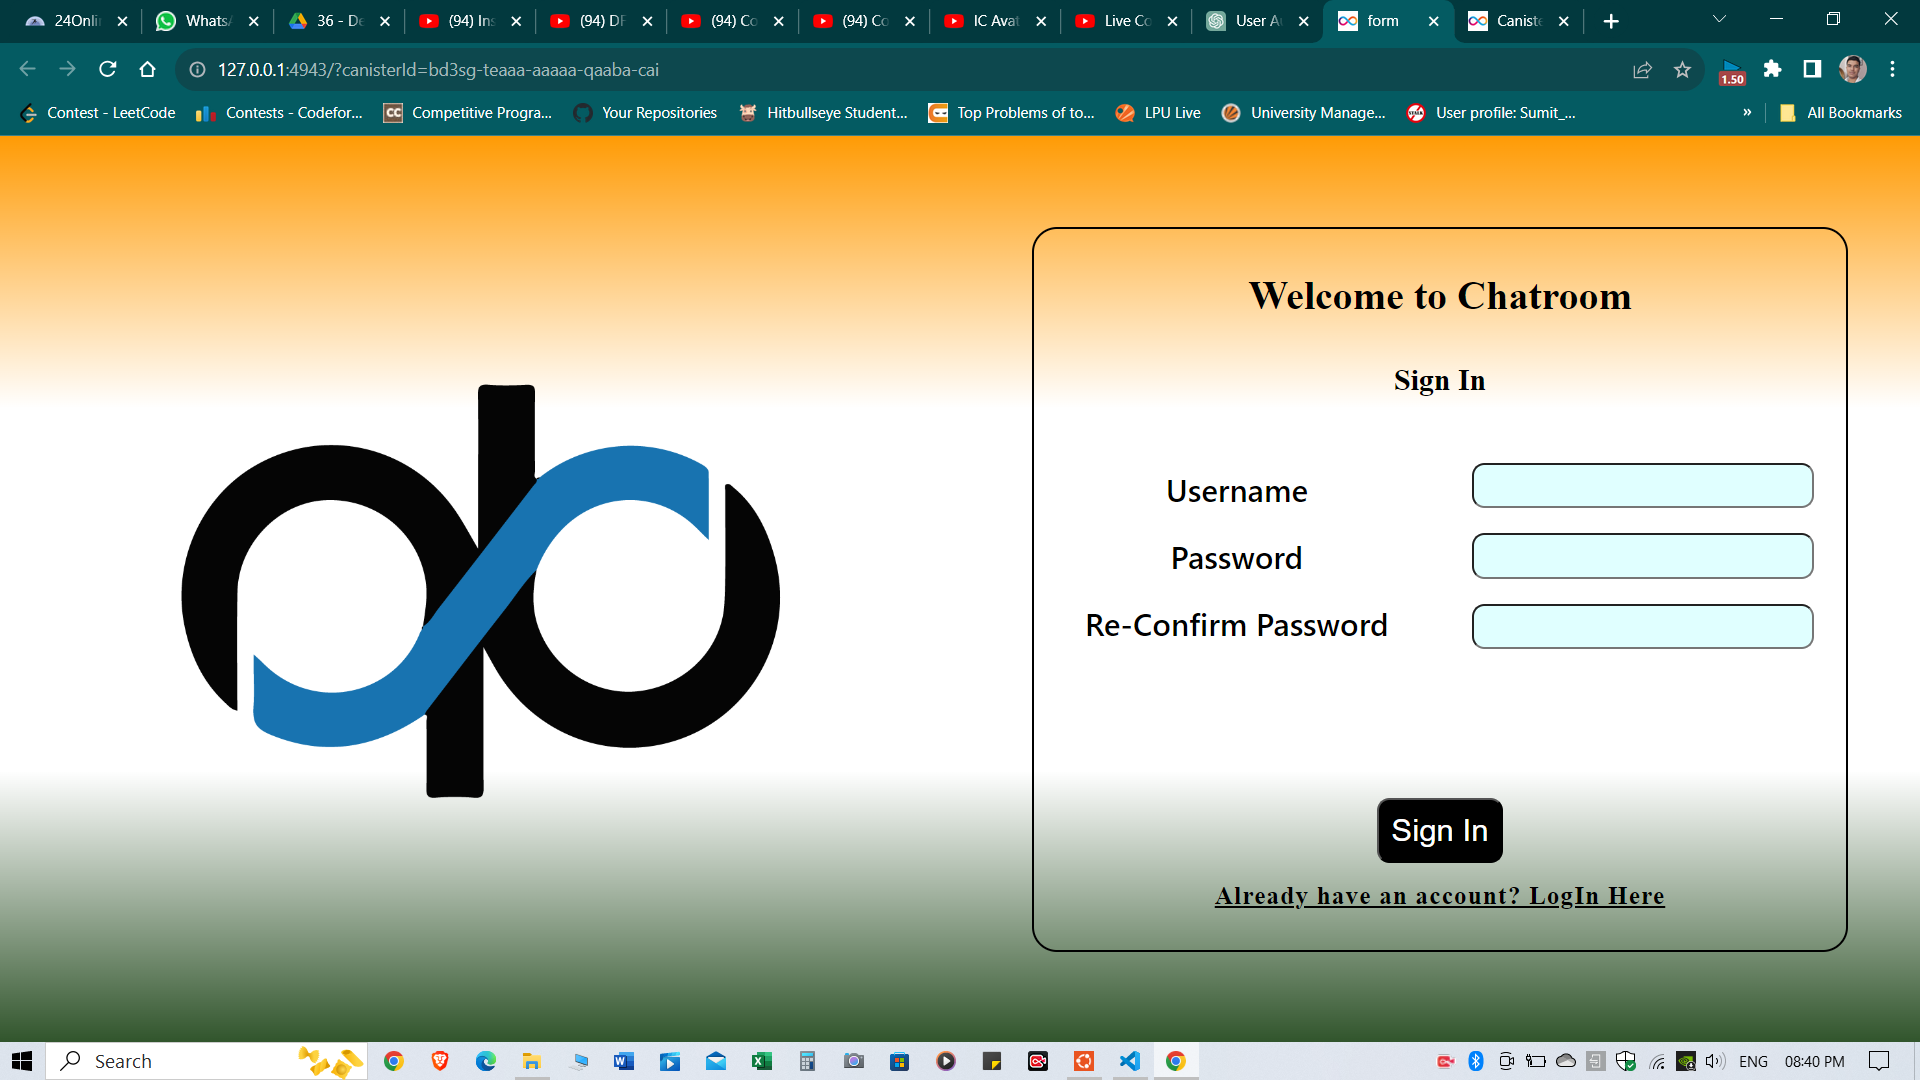 24Onlin
WhatsA
36 - De
(94) Ins
(94) DF
(94) Co
(94) Co
IC Avat
Live Co
User Au
form
Caniste
127.0.0.1:4943/?canisterId=bd3sg-teaaa-aaaaa-qaaba-cai
1.50
Contest - LeetCode
Contests - Codefor...
Competitive Progra...
Your Repositories
Hitbullseye Student...
Top Problems of to...
LPU Live
University Manage...
User profile: Sumit_...
»
All Bookmarks
Welcome to Chatroom
Sign In
Username
Password
Re-Confirm Password
Sign In
Already have an account? LogIn Here
Search
ENG
08:40 PM